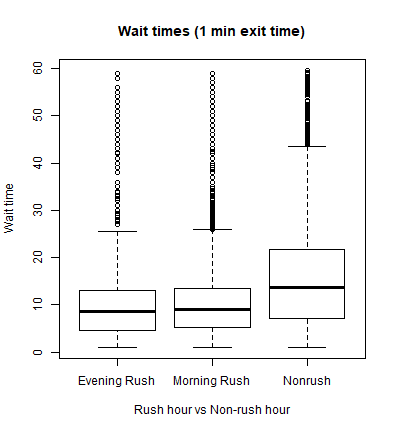 Wait times (1 min exit time)
Wait time
60
50
40
30
20
10
0
Evening Rush Morning Rush Nonrush
Rush hour vs Non-rush hour